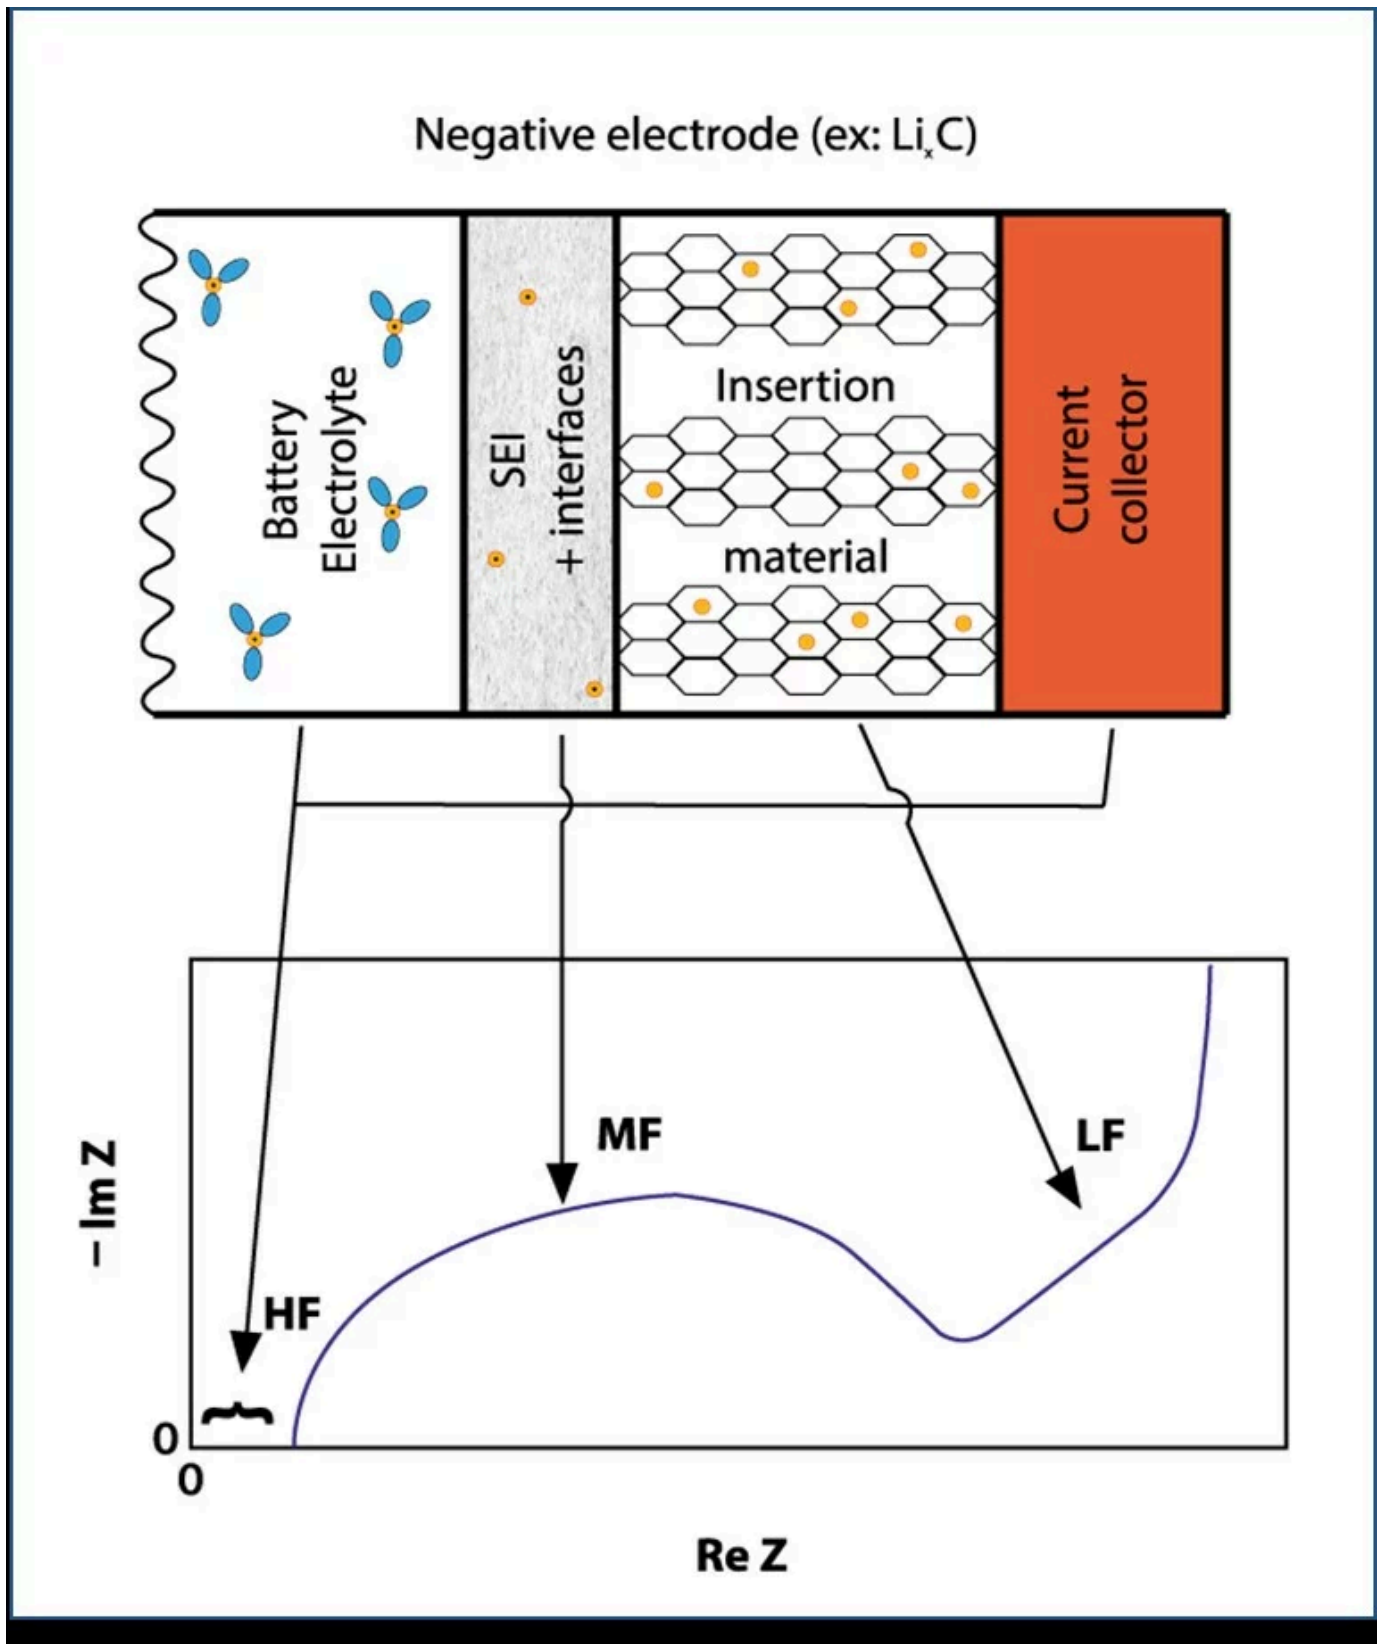 Negative electrode (ex: LiₓC)
Battery
Electrolyte
SEI
+ interfaces
Insertion
material
Current
collector
MF
LF
HF
– Im Z
0
0
Re Z